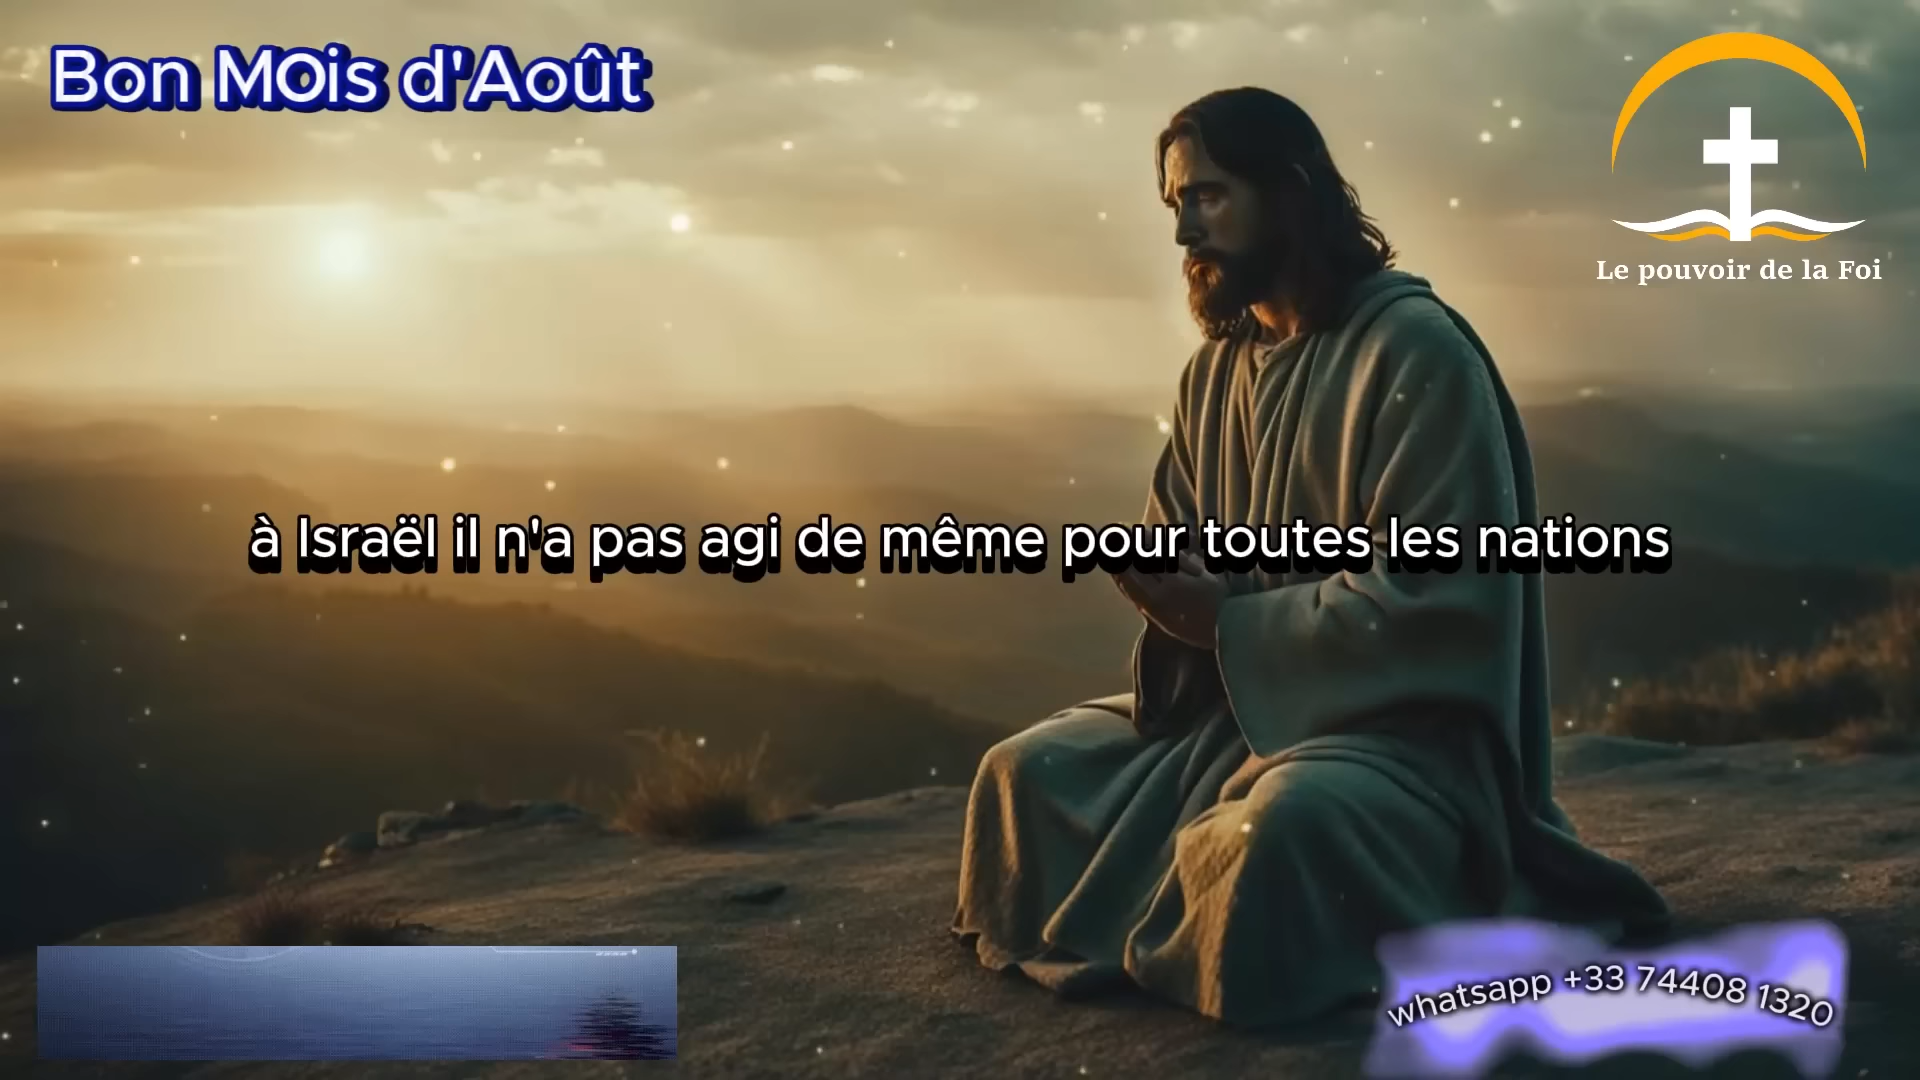 Bon MOis d'Août
Le pouvoir de la Foi
à Israël il n'a pas agi de même pour toutes les nations
whatsapp +33 74408 1320